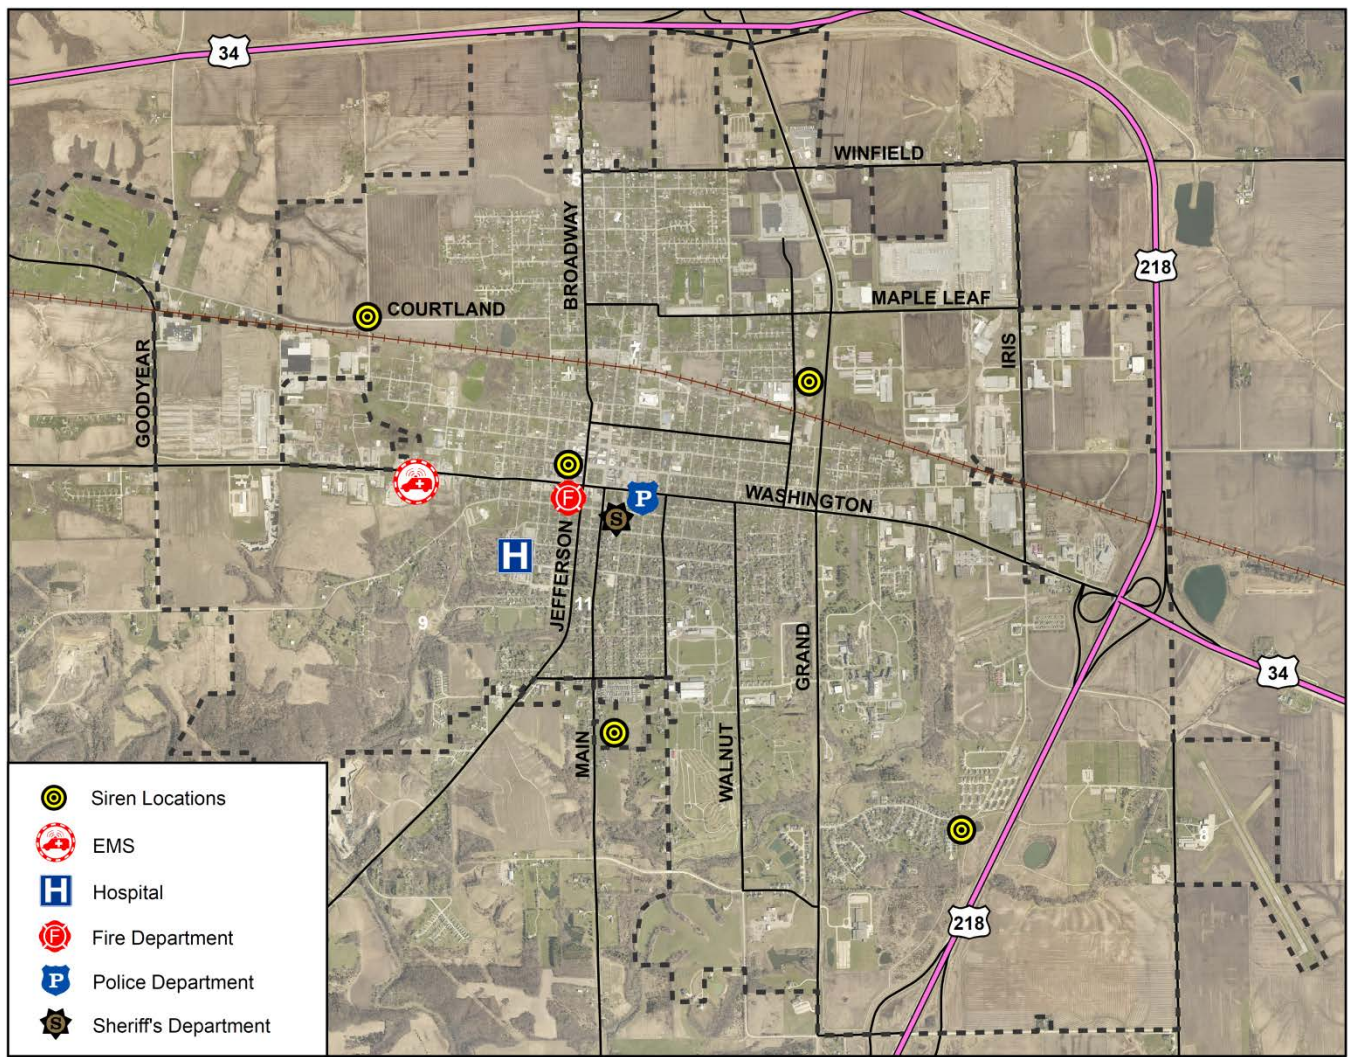 34
WINFIELD
5
BROADWAY
218
COURTLAND
MAPLE LEAF
GOODYEAR
IRIS
WASHINGTON
F
P
S
H
JEFFERSON
11
9
GRAND
34
MAIN
WALNUT
218
Siren Locations
EMS
H Hospital
F Fire Department
P Police Department
S Sheriff's Department